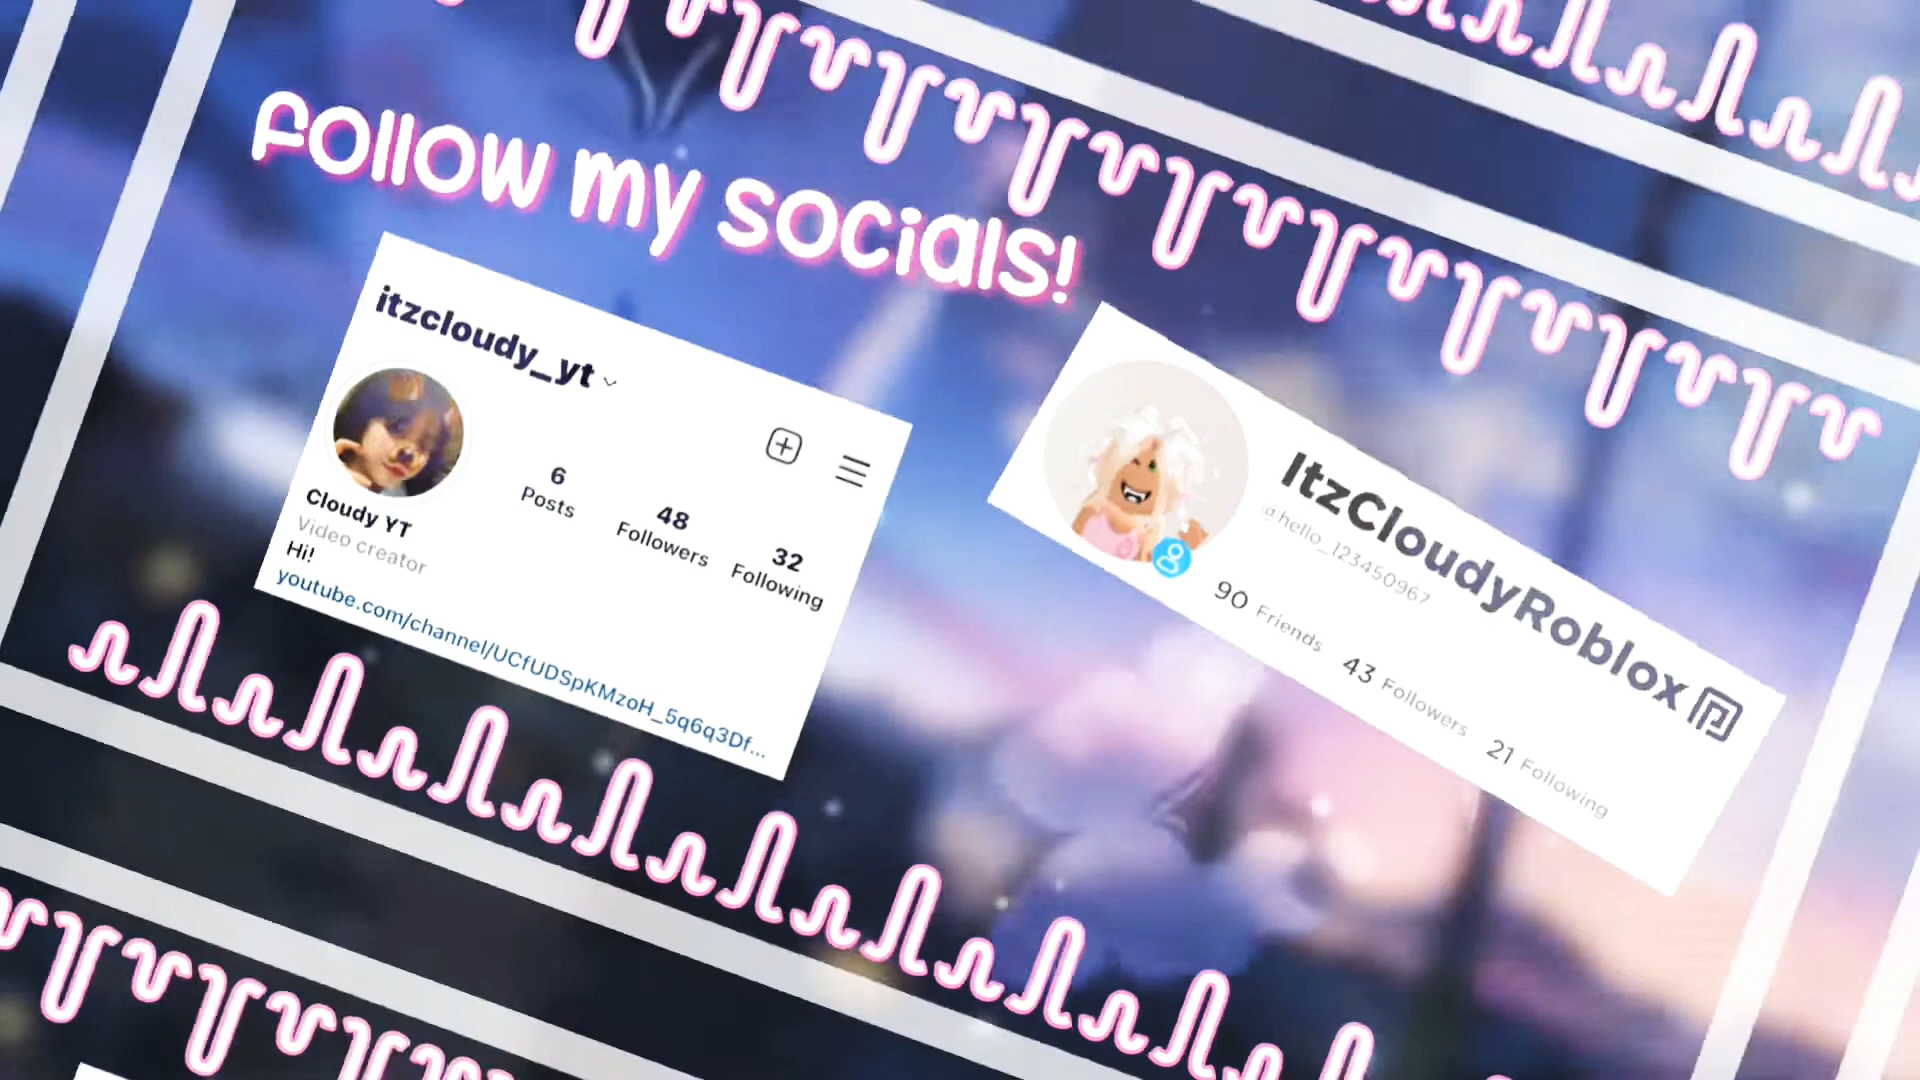 Follow my socials!
itzcloudy_yt
6 Posts
48 Followers
32 Following
Cloudy YT
Video creator
Hi!
youtube.com/channel/UCfUDSpKMzoH_5q6q3Df...
ItzCloudyRoblox
@hello_123450967
90 Friends 43 Followers 21 Following